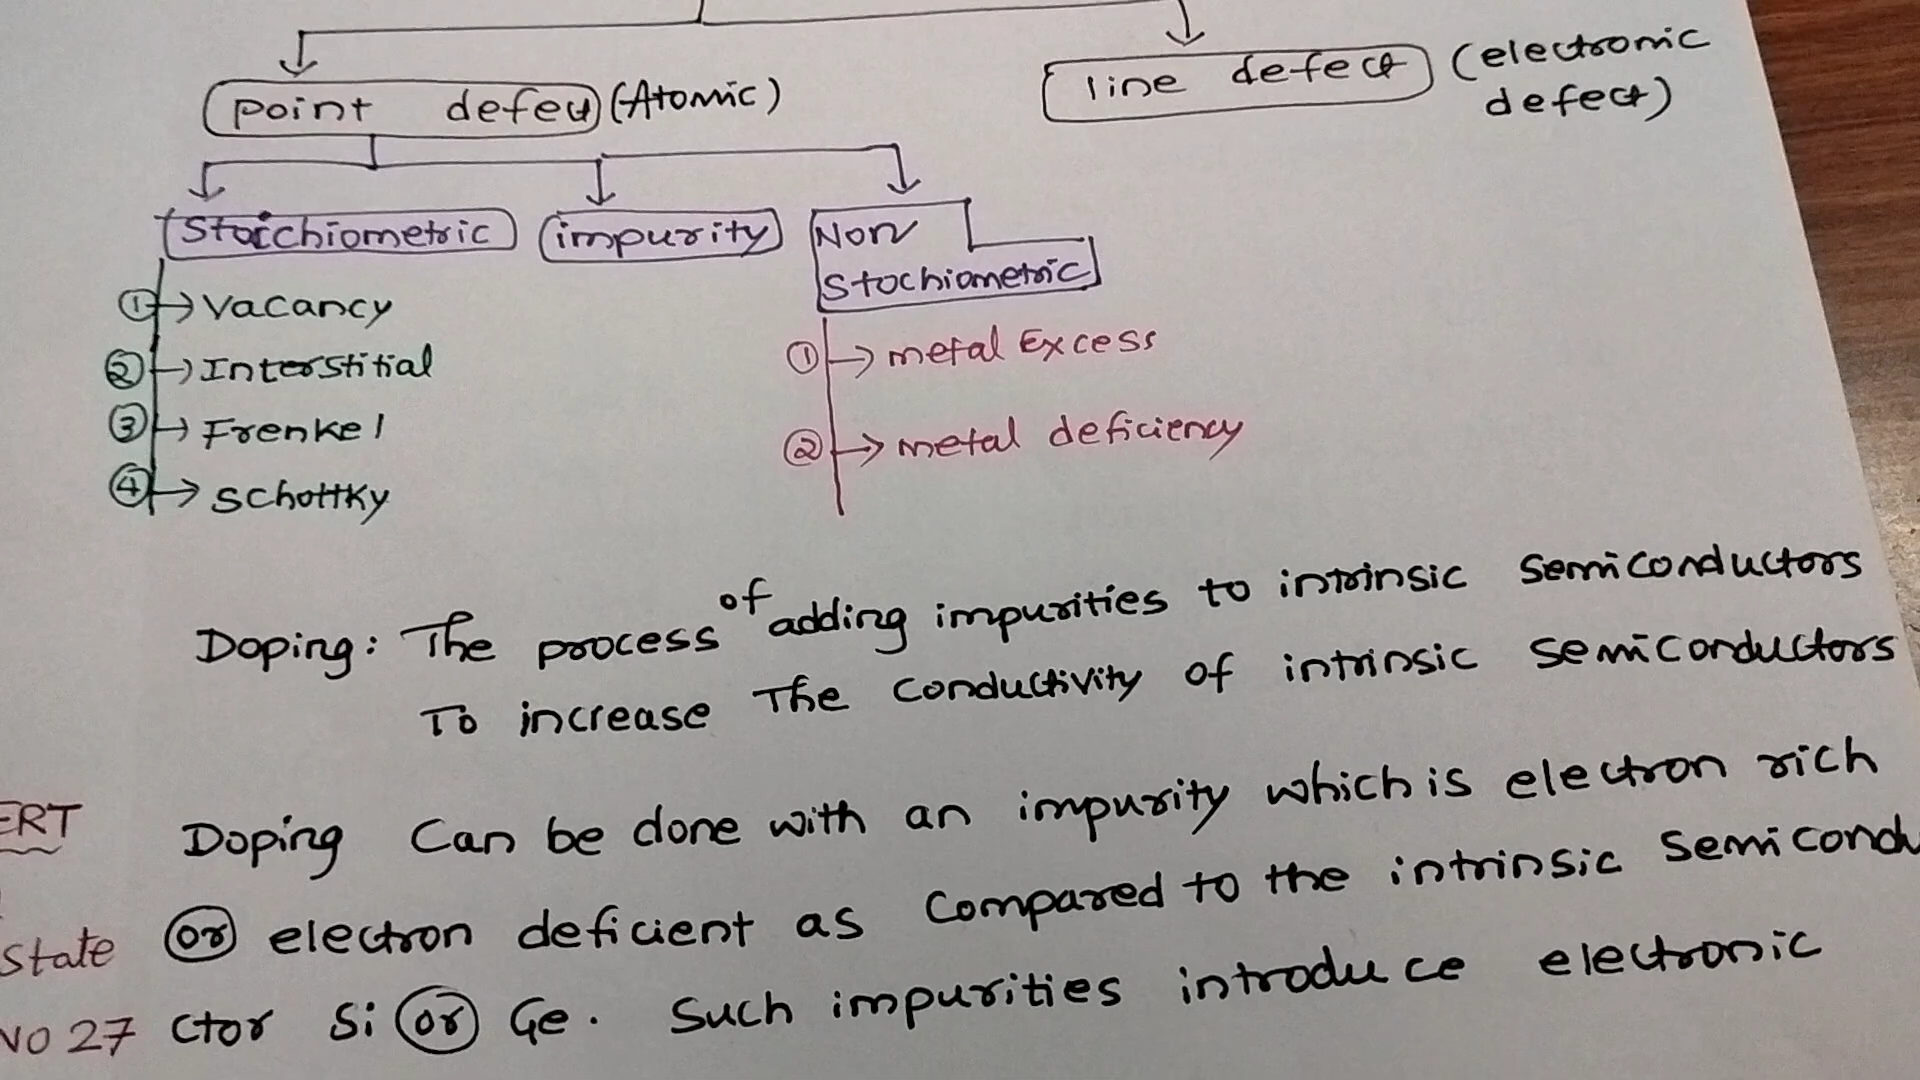 point defect (Atomic)
line defect (electronic
defect)
Stoichiometric
impurity
Non
Stochiometric
① → Vacancy
② → Interstitial
③ → Frenkel
④ → Schottky
① → metal Excess
② → metal deficiency
Doping: The process of adding impurities to intrinsic semiconductors
To increase The conductivity of intrinsic semiconductors
ERT
Doping Can be done with an impurity which is electron rich
State
or electron deficient as Compared to the intrinsic Semicondu
NO 27
ctor Si or Ge. Such impurities introduce electronic